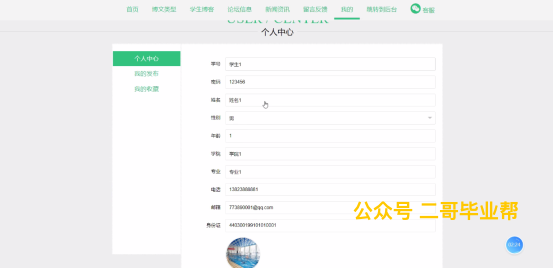 首页 博文类型 学生博客 论坛信息 新闻资讯 留言反馈 我的 跳转到后台 客服
USER / CENTER
个人中心
个人中心
我的发布
我的收藏
学号 学生1
密码 123456
姓名 姓名1
性别 男
年龄 1
学院 学院1
专业 专业1
电话 13823888881
邮箱 773890001@qq.com
身份证 440300199101010001
公众号 二哥毕业帮